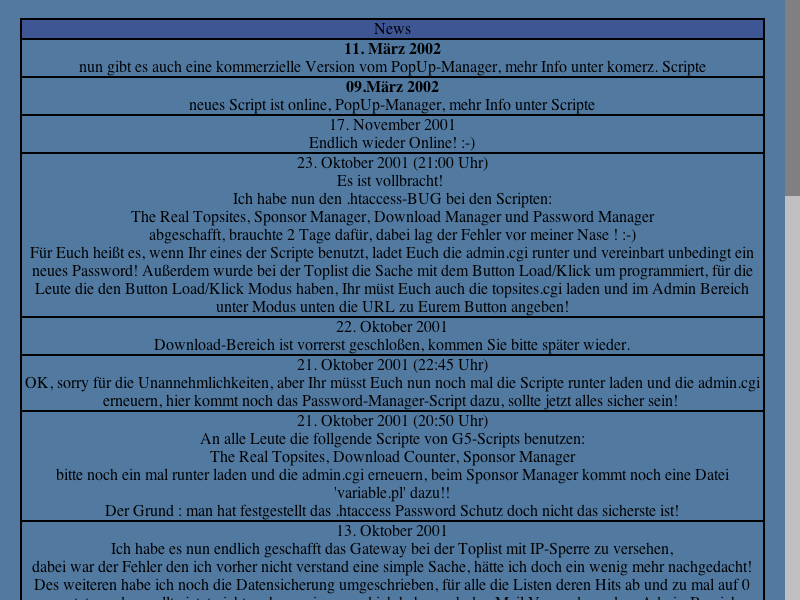 News
11. März 2002
nun gibt es auch eine kommerzielle Version vom PopUp-Manager, mehr Info unter komerz. Scripte
09.März 2002
neues Script ist online, PopUp-Manager, mehr Info unter Scripte
17. November 2001
Endlich wieder Online! :-)
23. Oktober 2001 (21:00 Uhr)
Es ist vollbracht!
Ich habe nun den .htaccess-BUG bei den Scripten:
The Real Topsites, Sponsor Manager, Download Manager und Password Manager
abgeschafft, brauchte 2 Tage dafür, dabei lag der Fehler vor meiner Nase ! :-)
Für Euch heißt es, wenn Ihr eines der Scripte benutzt, ladet Euch die admin.cgi runter und vereinbart unbedingt ein
neues Password! Außerdem wurde bei der Toplist die Sache mit dem Button Load/Klick um programmiert, für die
Leute die den Button Load/Klick Modus haben, Ihr müst Euch auch die topsites.cgi laden und im Admin Bereich
unter Modus unten die URL zu Eurem Button angeben!
22. Oktober 2001
Download-Bereich ist vorrerst geschloßen, kommen Sie bitte später wieder.
21. Oktober 2001 (22:45 Uhr)
OK, sorry für die Unannehmlichkeiten, aber Ihr müsst Euch nun noch mal die Scripte runter laden und die admin.cgi
erneuern, hier kommt noch das Password-Manager-Script dazu, sollte jetzt alles sicher sein!
21. Oktober 2001 (20:50 Uhr)
An alle Leute die follgende Scripte von G5-Scripts benutzen:
The Real Topsites, Download Counter, Sponsor Manager
bitte noch ein mal runter laden und die admin.cgi erneuern, beim Sponsor Manager kommt noch eine Datei
'variable.pl' dazu!!
Der Grund : man hat festgestellt das .htaccess Password Schutz doch nicht das sicherste ist!
13. Oktober 2001
Ich habe es nun endlich geschafft das Gateway bei der Toplist mit IP-Sperre zu versehen,
dabei war der Fehler den ich vorher nicht verstand eine simple Sache, hätte ich doch ein wenig mehr nachgedacht!
Des weiteren habe ich noch die Datensicherung umgeschrieben, für alle die Listen deren Hits ab und zu mal auf 0